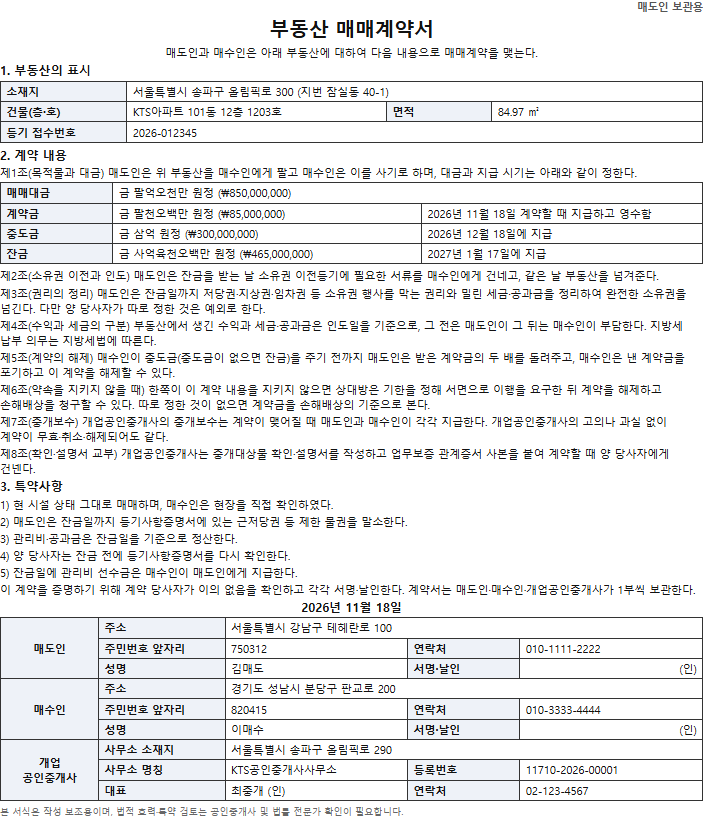 매도인 보관용
부동산 매매계약서
매도인과 매수인은 아래 부동산에 대하여 다음 내용으로 매매계약을 맺는다.
1. 부동산의 표시
소재지 서울특별시 송파구 올림픽로 300 (지번 잠실동 40-1)
건물(층·호) KTS아파트 101동 12층 1203호 면적 84.97 ㎡
등기 접수번호 2026-012345
2. 계약 내용
제1조(목적물과 대금) 매도인은 위 부동산을 매수인에게 팔고 매수인은 이를 사기로 하며, 대금과 지급 시기는 아래와 같이 정한다.
매매대금 금 팔억오천만 원정 (₩850,000,000)
계약금 금 팔천오백만 원정 (₩85,000,000) 2026년 11월 18일 계약할 때 지급하고 영수함
중도금 금 삼억 원정 (₩300,000,000) 2026년 12월 18일에 지급
잔금 금 사억육천오백만 원정 (₩465,000,000) 2027년 1월 17일에 지급
제2조(소유권 이전과 인도) 매도인은 잔금을 받는 날 소유권 이전등기에 필요한 서류를 매수인에게 건네고, 같은 날 부동산을 넘겨준다.
제3조(권리의 정리) 매도인은 잔금일까지 저당권·지상권·임차권 등 소유권 행사를 막는 권리와 밀린 세금·공과금을 정리하여 완전한 소유권을
넘긴다. 다만 양 당사자가 따로 정한 것은 예외로 한다.
제4조(수익과 세금의 구분) 부동산에서 생긴 수익과 세금·공과금은 인도일을 기준으로, 그 전은 매도인이 그 뒤는 매수인이 부담한다. 지방세
납부 의무는 지방세법에 따른다.
제5조(계약의 해제) 매수인이 중도금(중도금이 없으면 잔금)을 주기 전까지 매도인은 받은 계약금의 두 배를 돌려주고, 매수인은 낸 계약금을
포기하고 이 계약을 해제할 수 있다.
제6조(약속을 지키지 않을 때) 한쪽이 이 계약 내용을 지키지 않으면 상대방은 기한을 정해 서면으로 이행을 요구한 뒤 계약을 해제하고
손해배상을 청구할 수 있다. 따로 정한 것이 없으면 계약금을 손해배상의 기준으로 본다.
제7조(중개보수) 개업공인중개사의 중개보수는 계약이 맺어질 때 매도인과 매수인이 각각 지급한다. 개업공인중개사의 고의나 과실 없이
계약이 무효·취소·해제되어도 같다.
제8조(확인·설명서 교부) 개업공인중개사는 중개대상물 확인·설명서를 작성하고 업무보증 관계증서 사본을 붙여 계약할 때 양 당사자에게
건넨다.
3. 특약사항
1) 현 시설 상태 그대로 매매하며, 매수인은 현장을 직접 확인하였다.
2) 매도인은 잔금일까지 등기사항증명서에 있는 근저당권 등 제한 물권을 말소한다.
3) 관리비·공과금은 잔금일을 기준으로 정산한다.
4) 양 당사자는 잔금 전에 등기사항증명서를 다시 확인한다.
5) 잔금일에 관리비 선수금은 매수인이 매도인에게 지급한다.
이 계약을 증명하기 위해 계약 당사자가 이의 없음을 확인하고 각각 서명·날인한다. 계약서는 매도인·매수인·개업공인중개사가 1부씩 보관한다.
2026년 11월 18일
매도인 주소 서울특별시 강남구 테헤란로 100
주민번호 앞자리 750312 연락처 010-1111-2222
성명 김매도 서명·날인 (인)
매수인 주소 경기도 성남시 분당구 판교로 200
주민번호 앞자리 820415 연락처 010-3333-4444
성명 이매수 서명·날인 (인)
개업
공인중개사 사무소 소재지 서울특별시 송파구 올림픽로 290
사무소 명칭 KTS공인중개사사무소 등록번호 11710-2026-00001
대표 최중개 (인) 연락처 02-123-4567
본 서식은 작성 보조용이며, 법적 효력·특약 검토는 공인중개사 및 법률 전문가 확인이 필요합니다.